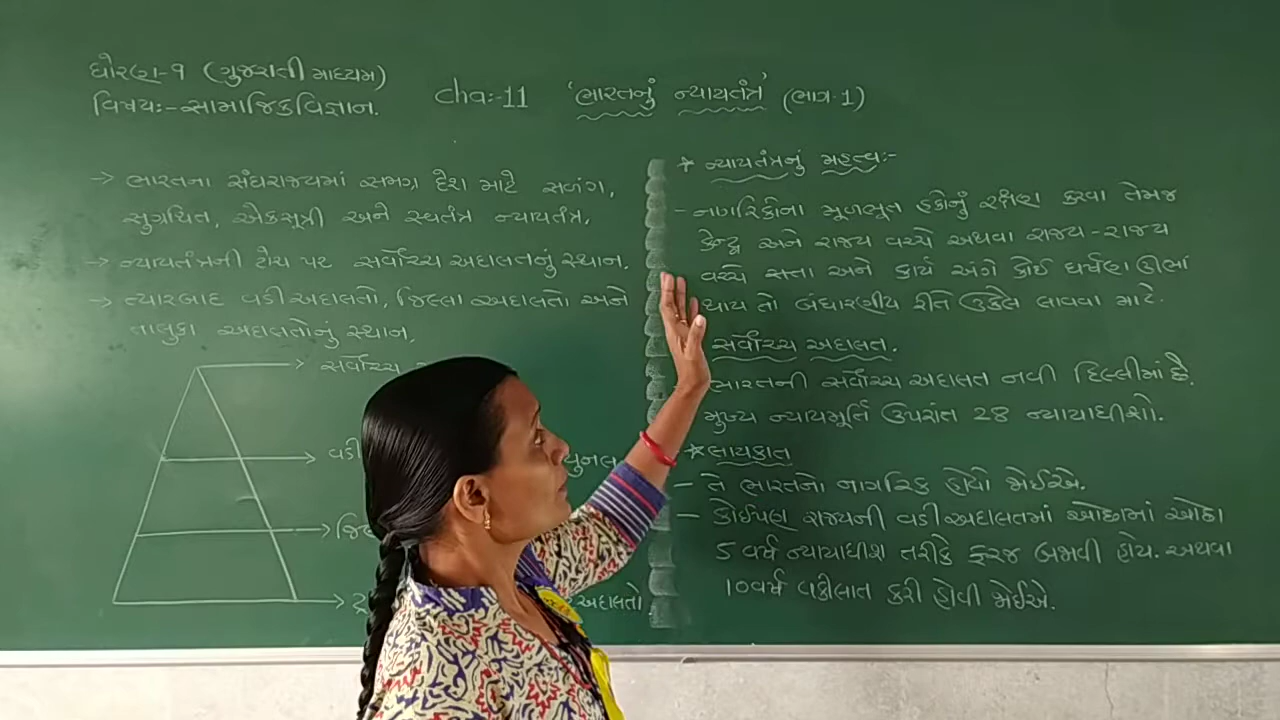 ધોરણ-૧ (ગુજરાતી માધ્યમ)
વિષયઃ-સામાજિકવિજ્ઞાન.
cha:-11 'ભારતનું ન્યાયતંત્ર' (ભાગ-1)
→ ભારતના સંઘરાજ્યમાં સમગ્ર દેશ માટે સળંગ,
સુગ્રથિત, એકસૂત્રી અને સ્વતંત્ર ન્યાયતંત્ર.
→ ન્યાયતંત્રની ટોચ પર સર્વોચ્ચ અદાલતનું સ્થાન.
→ ત્યારબાદ વડી અદાલતો, જિલ્લા અદાલતો અને
તાલુકા અદાલતોનું સ્થાન.
સર્વોચ્ચ
વડી
અદાલતો.
* ન્યાયતંત્રનું મહત્વઃ-
- નાગરિકોના મૂળભૂત હકોનું રક્ષણ કરવા તેમજ
કેન્દ્ર અને રાજ્ય વચ્ચે અથવા રાજ્ય-રાજ્ય
વચ્ચે સત્તા અને કાર્ય અંગે કોઈ ઘર્ષણ ઊભાં
થાય તો બંધારણીય રીતે ઉકેલ લાવવા માટે.
સર્વોચ્ચ અદાલત.
ભારતની સર્વોચ્ચ અદાલત નવી દિલ્લીમાં છે.
મુખ્ય ન્યાયમૂર્તિ ઉપરાંત 28 ન્યાયાધીશો.
* લાયકાત
- તે ભારતનો નાગરિક હોવો જોઈએ.
- કોઈપણ રાજ્યની વડી અદાલતમાં ઓછામાં ઓછા
5 વર્ષ ન્યાયાધીશ તરીકે ફરજ બજાવી હોય. અથવા
10 વર્ષ વકીલાત કરી હોવી જોઈએ.